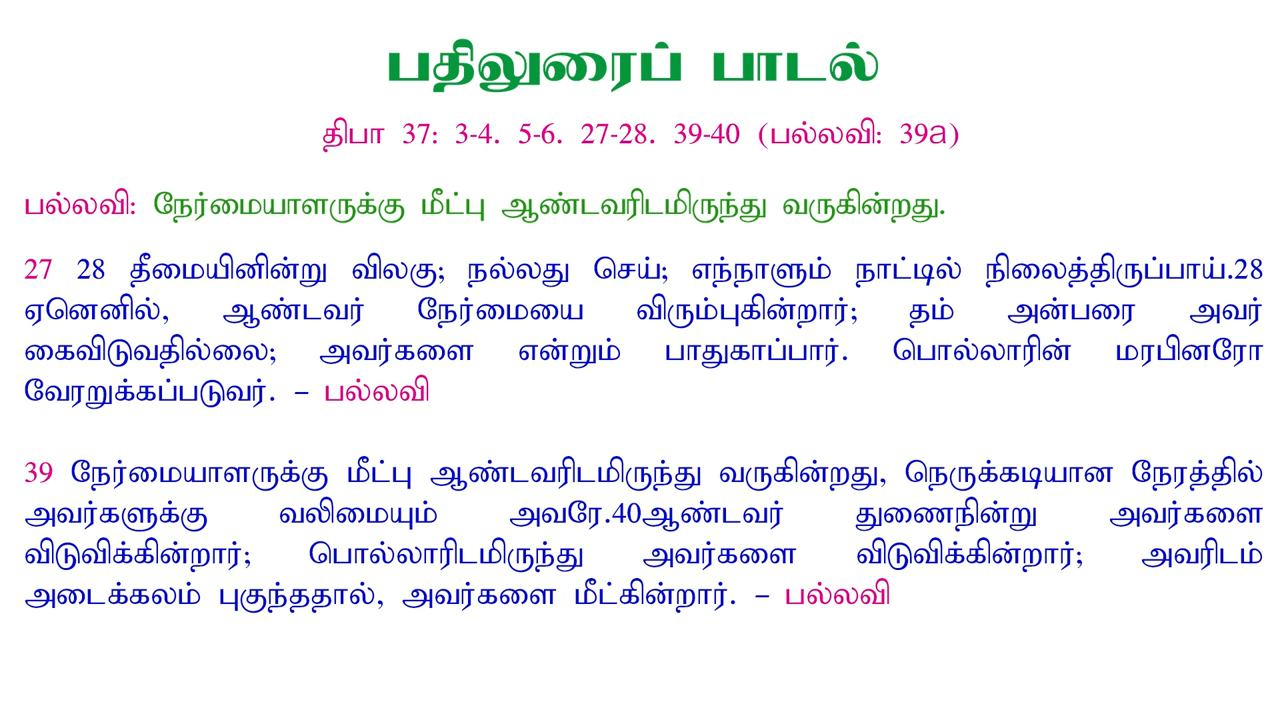 பதிலுரைப் பாடல்
திபா 37: 3-4. 5-6. 27-28. 39-40 (பல்லவி: 39a)
பல்லவி: நேர்மையாளருக்கு மீட்பு ஆண்டவரிடமிருந்து வருகின்றது.
27 28 தீமையினின்று விலகு; நல்லது செய்; எந்நாளும் நாட்டில் நிலைத்திருப்பாய்.28
ஏனெனில், ஆண்டவர் நேர்மையை விரும்புகின்றார்; தம் அன்பரை அவர்
கைவிடுவதில்லை; அவர்களை என்றும் பாதுகாப்பார். பொல்லாரின் மரபினரோ
வேரறுக்கப்படுவர். – பல்லவி
39 நேர்மையாளருக்கு மீட்பு ஆண்டவரிடமிருந்து வருகின்றது, நெருக்கடியான நேரத்தில்
அவர்களுக்கு வலிமையும் அவரே.40ஆண்டவர் துணைநின்று அவர்களை
விடுவிக்கின்றார்; பொல்லாரிடமிருந்து அவர்களை விடுவிக்கின்றார்; அவரிடம்
அடைக்கலம் புகுந்ததால், அவர்களை மீட்கின்றார். – பல்லவி